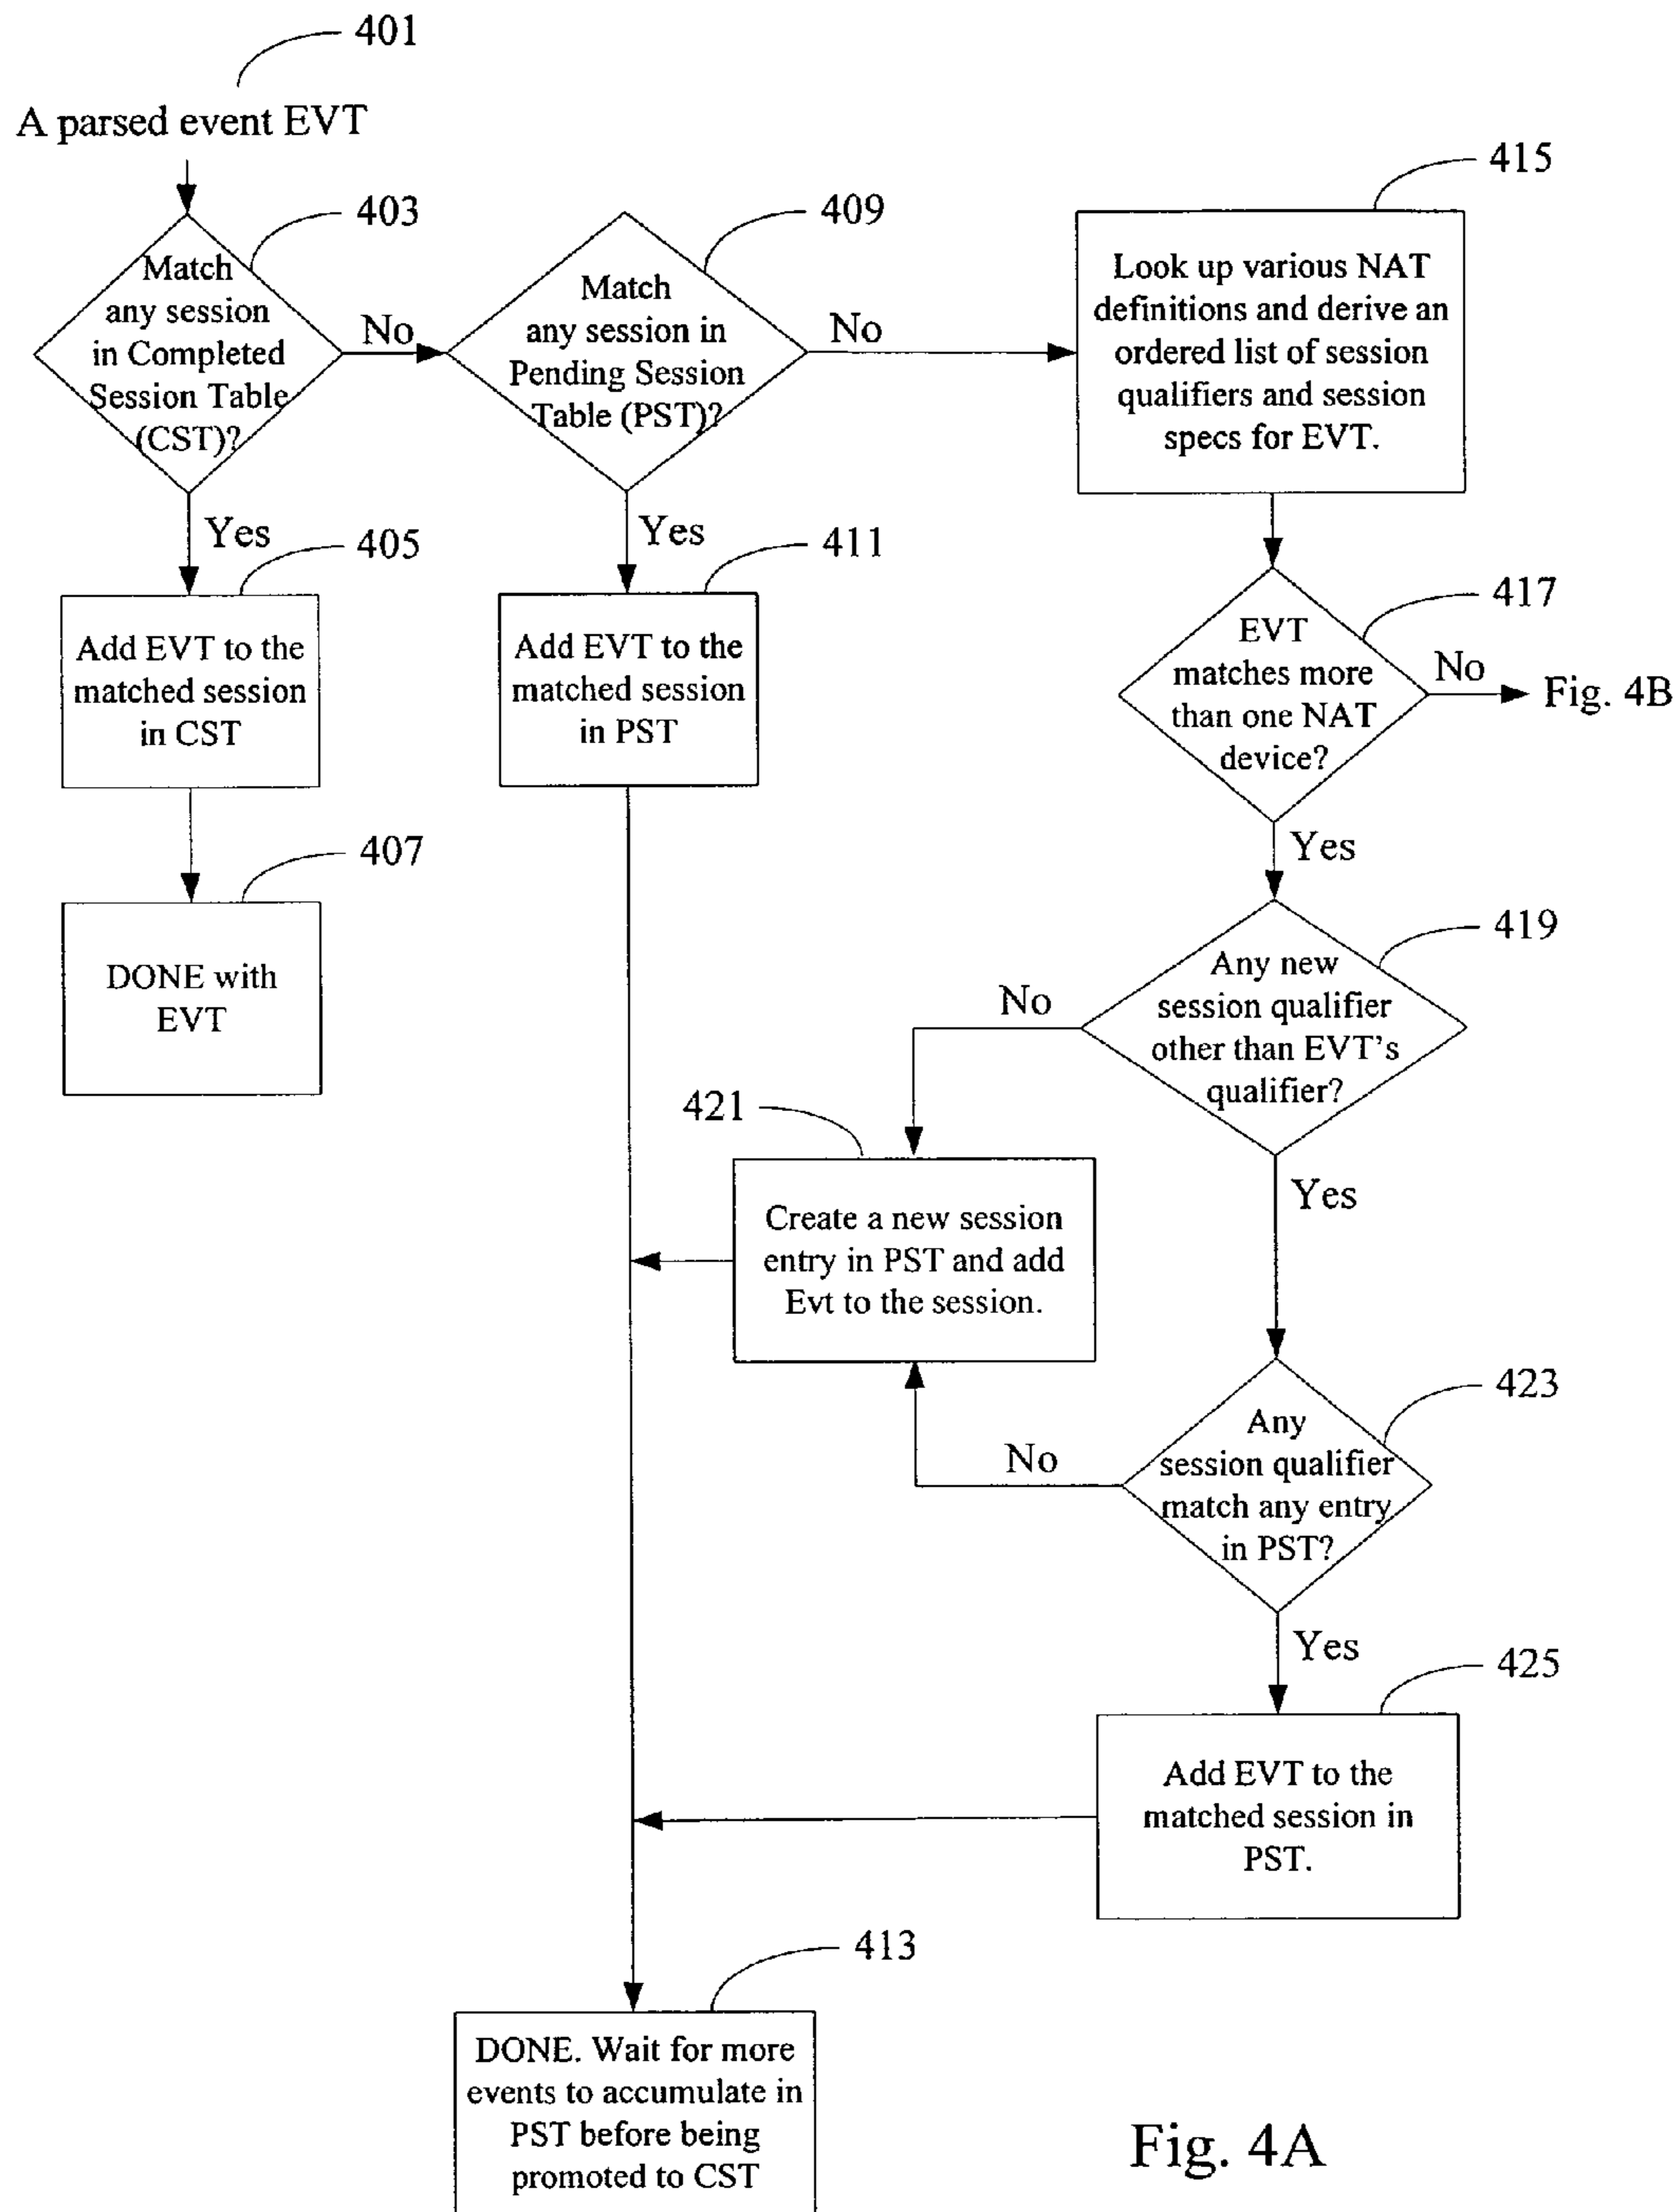 401
A parsed event EVT
403
Match
any session
in Completed
Session Table
(CST)?
No
Yes
405
Add EVT to the
matched session
in CST
407
DONE with
EVT
409
Match
any session in
Pending Session
Table (PST)?
No
Yes
411
Add EVT to the
matched session
in PST
415
Look up various NAT
definitions and derive an
ordered list of session
qualifiers and session
specs for EVT.
417
EVT
matches more
than one NAT
device?
No
Fig. 4B
Yes
419
Any new
session qualifier
other than EVT's
qualifier?
No
Yes
421
Create a new session
entry in PST and add
Evt to the session.
423
Any
session qualifier
match any entry
in PST?
No
Yes
425
Add EVT to the
matched session in
PST.
413
DONE. Wait for more
events to accumulate in
PST before being
promoted to CST
Fig. 4A